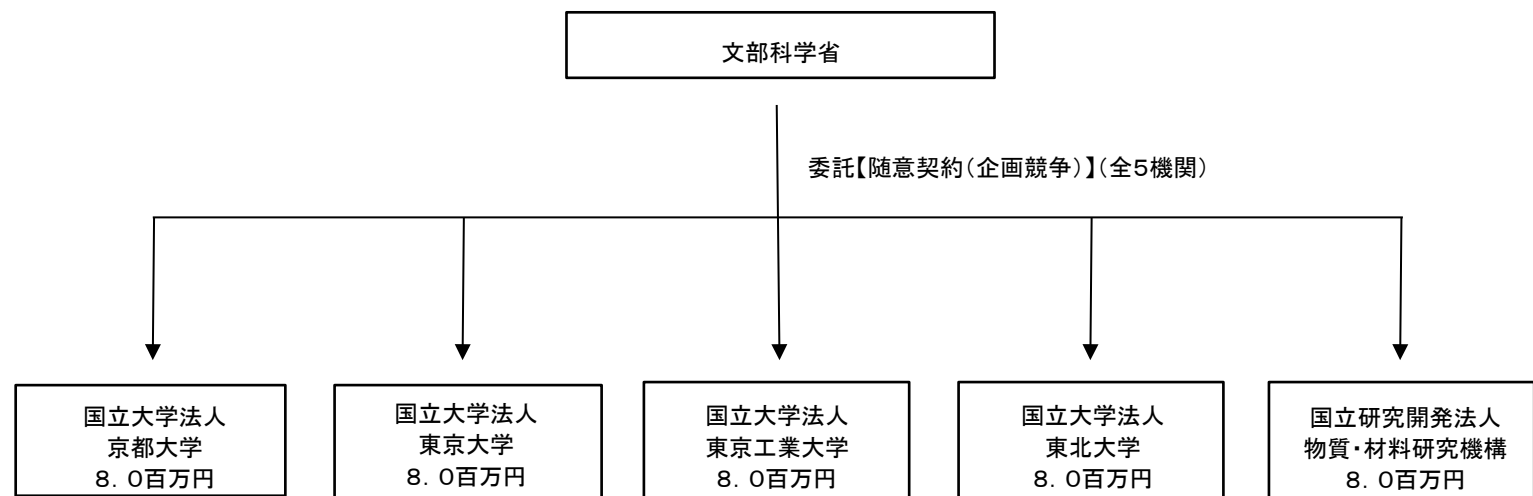 文部科学省
委託【随意契約（企画競争）】（全５機関）
国立大学法人
京都大学
８．０百万円
国立大学法人
東京大学
８．０百万円
国立大学法人
東京工業大学
８．０百万円
国立大学法人
東北大学
８．０百万円
国立研究開発法人
物質・材料研究機構
８．０百万円